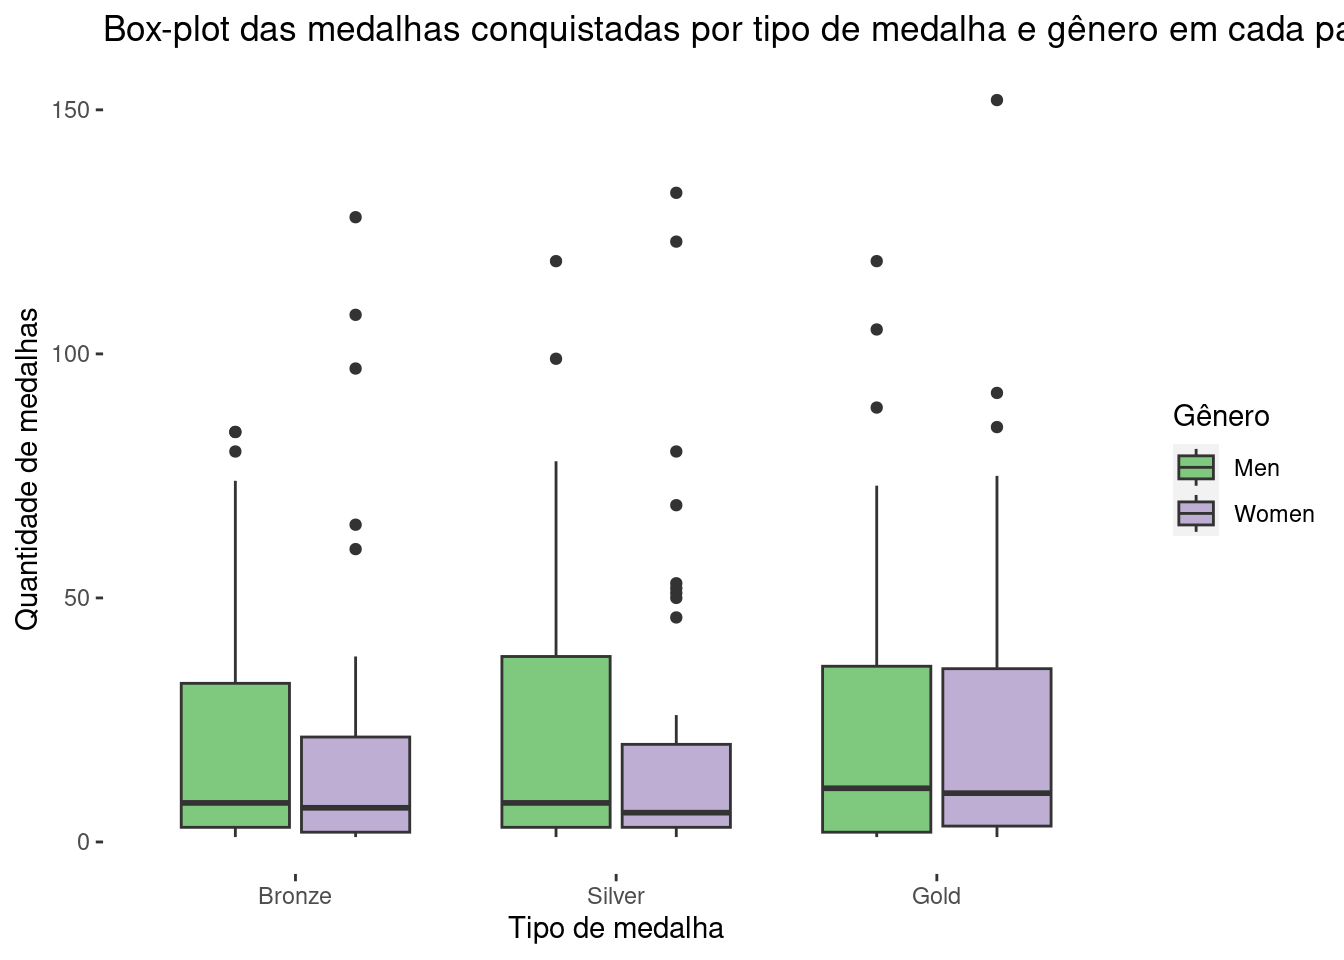 Box-plot das medalhas conquistadas por tipo de medalha e gênero em cada
150
100
50
0
Quantidade de medalhas
Bronze
Silver
Gold
Tipo de medalha
Gênero
Men
Women